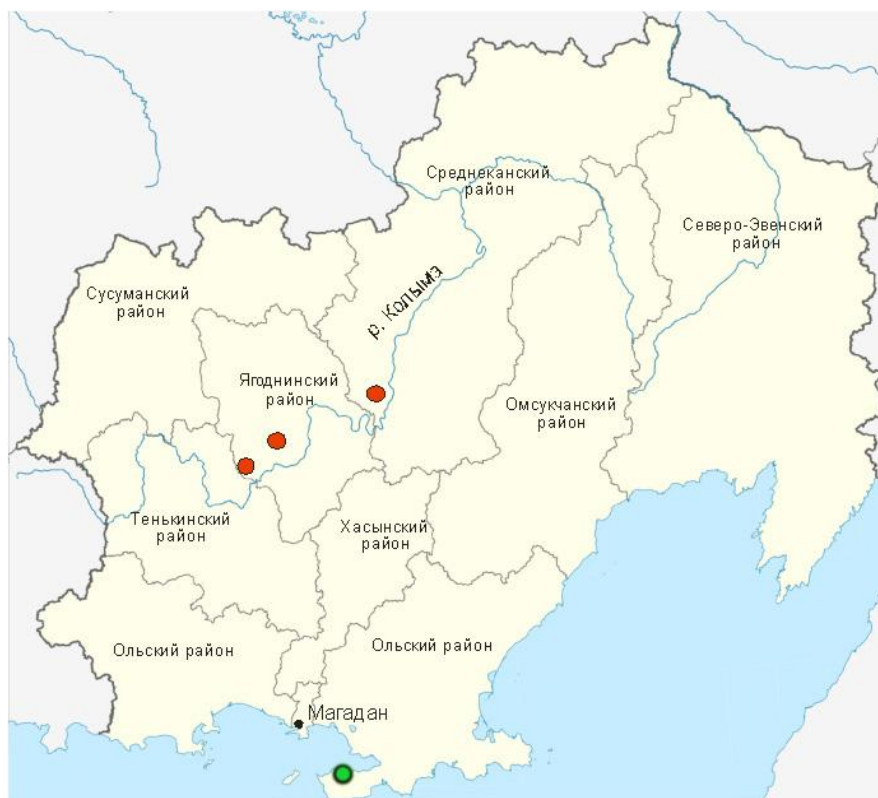 Среднеканский
район
Северо-Эвенский
район
Сусуманский
район
р. Колыма
Ягоднинский
район
Омсукчанский
район
Тенькинский
район
Хасынский
район
Ольский район
Ольский район
Магадан